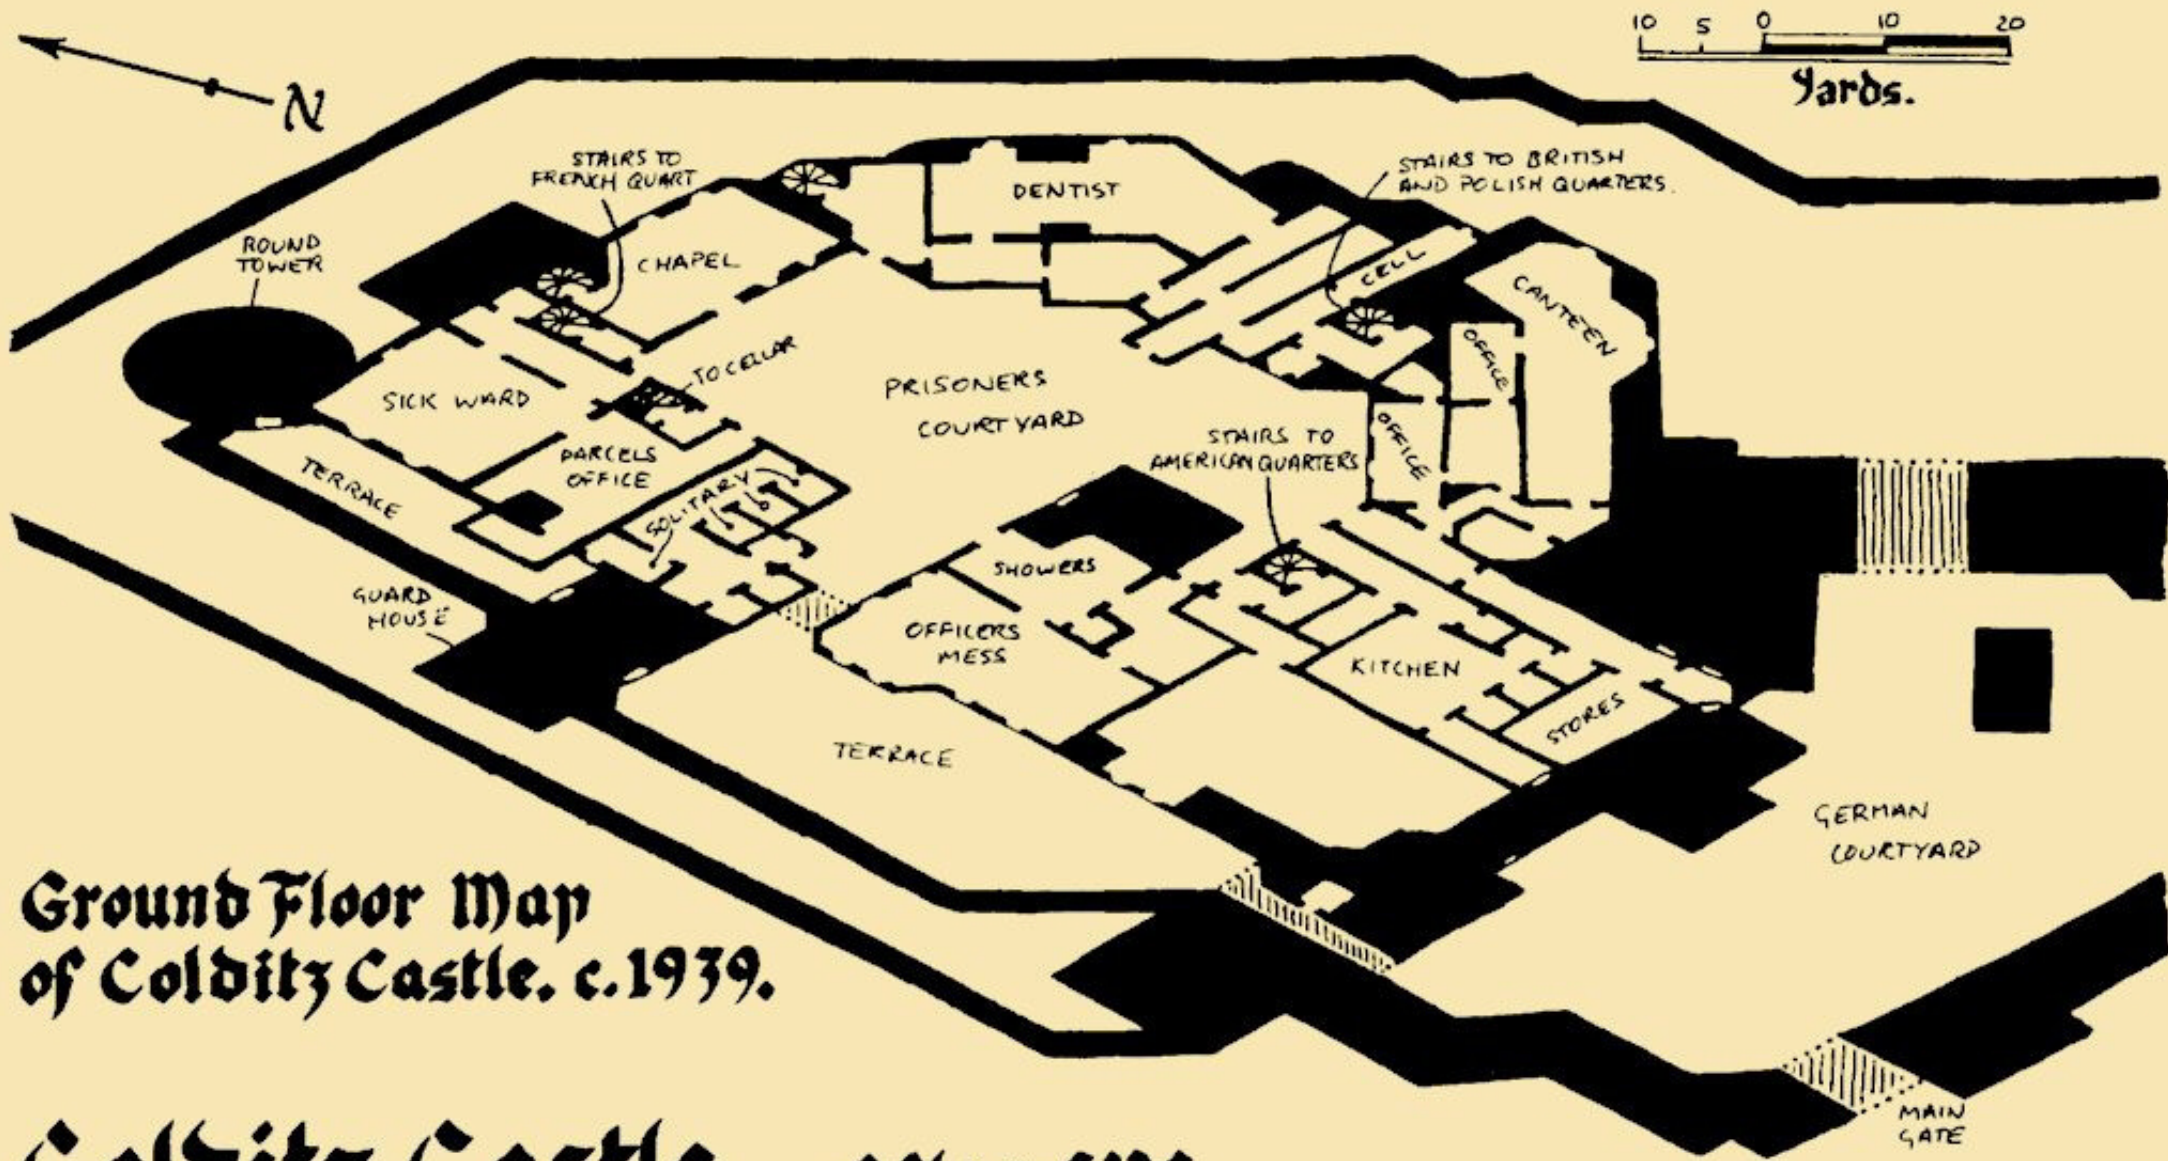 10 5 0 10 20
Yards.
N
STAIRS TO
FRENCH QUART
STAIRS TO BRITISH
AND POLISH QUARTERS.
DENTIST
ROUND
TOWER
CHAPEL
CELL
CANTEEN
OFFICE
TO CELLAR
SICK WARD
PRISONERS
COURTYARD
STAIRS TO
AMERICAN QUARTERS
OFFICE
PARCELS
OFFICE
TERRACE
SOLITARY
SHOWERS
GUARD
HOUSE
OFFICERS
MESS
KITCHEN
STORES
TERRACE
GERMAN
COURTYARD
Ground Floor Map
of Colditz Castle. c.1939.
MAIN
GATE
Colditz Castle